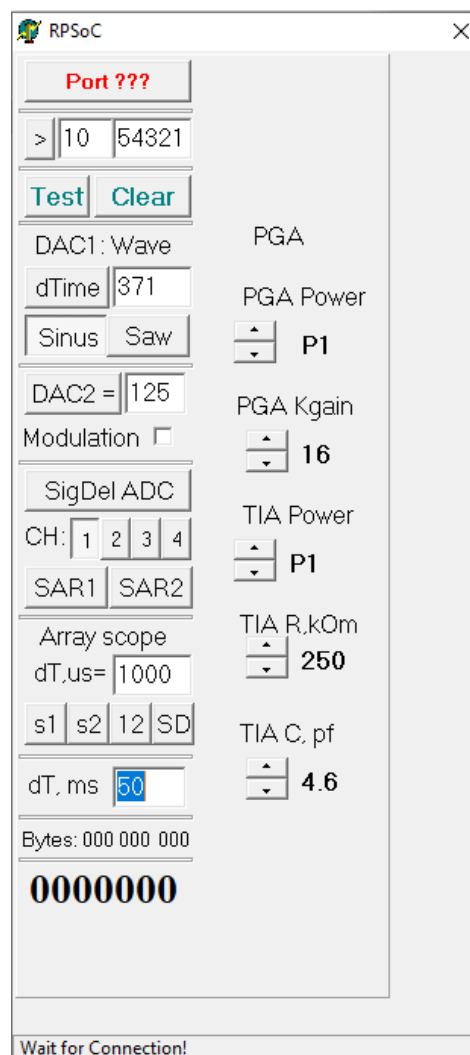 RPSoC
Port ???
> 10 54321
Test Clear
DAC1: Wave
dTime 371
Sinus Saw
DAC2 = 125
Modulation
SigDel ADC
CH: 1 2 3 4
SAR1 SAR2
Array scope
dT,us= 1000
s1 s2 12 SD
dT, ms 50
Bytes: 000 000 000
0000000
PGA
PGA Power
P1
PGA Kgain
16
TIA Power
P1
TIA R,kOm
250
TIA C, pf
4.6
Wait for Connection!